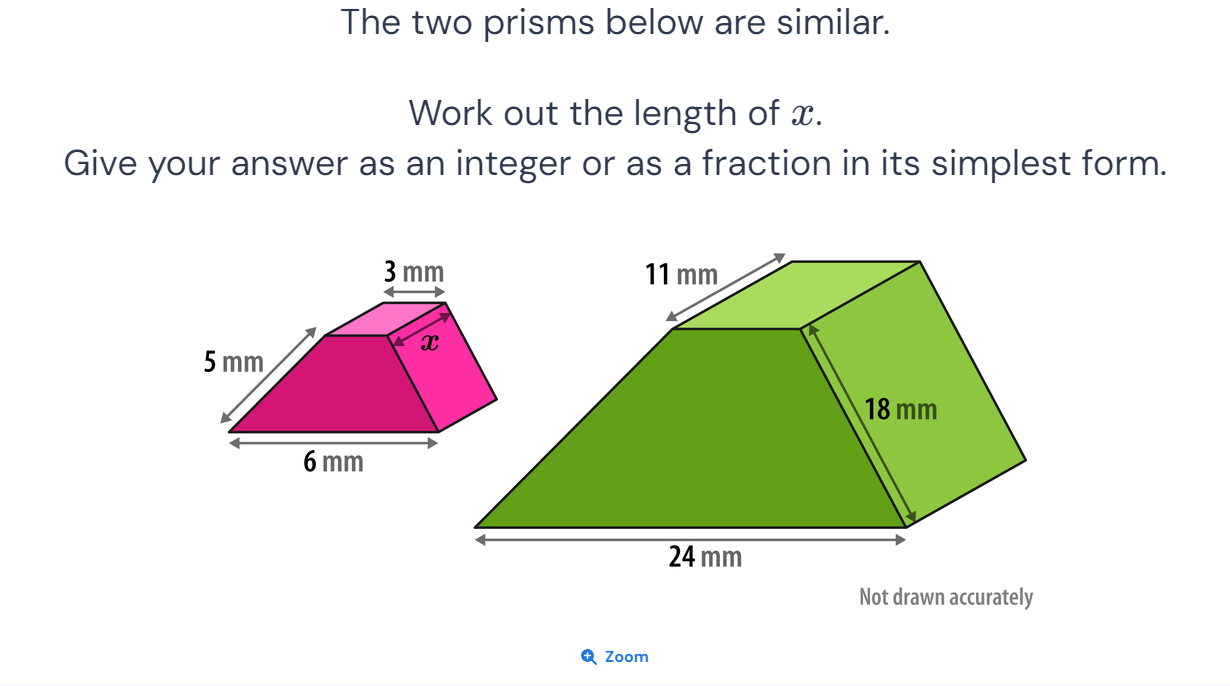 The two prisms below are similar.
Work out the length of x.
Give your answer as an integer or as a fraction in its simplest form.
3 mm
11 mm
5 mm
x
18 mm
6 mm
24 mm
Not drawn accurately
Zoom